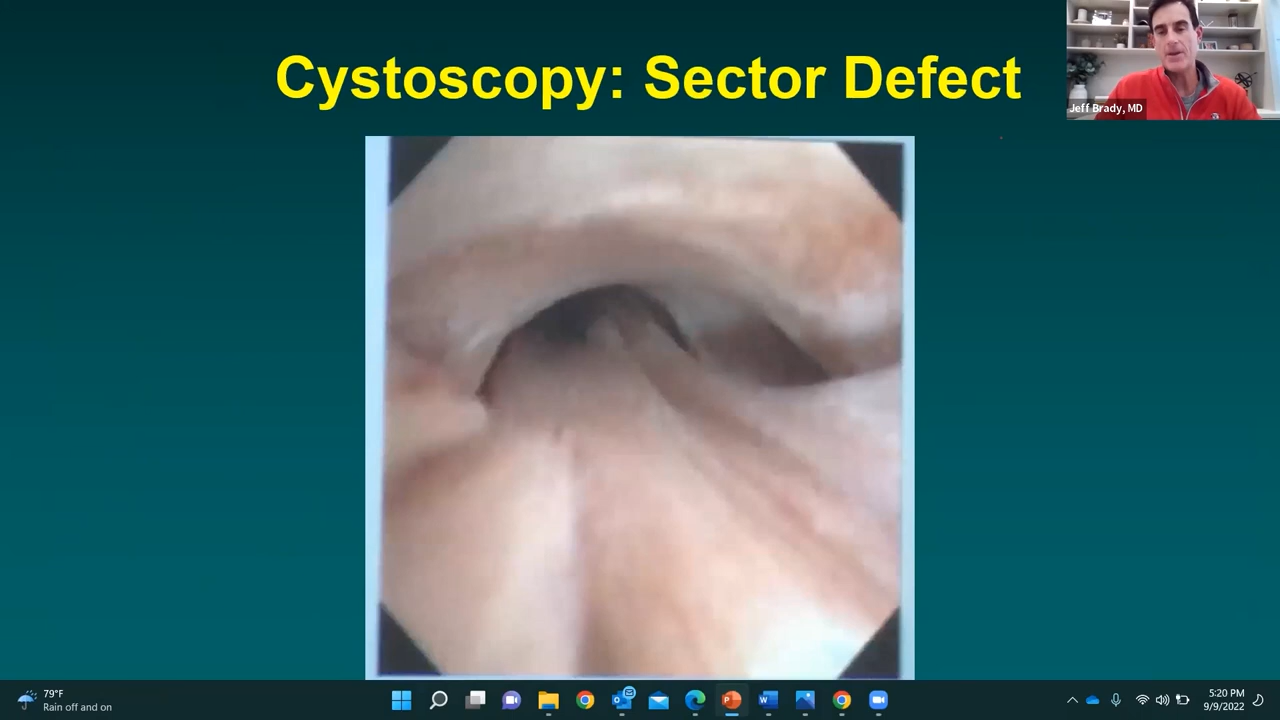 Cystoscopy: Sector Defect
Jeff Brady, MD
79°F
Rain off and on
5:20 PM
9/9/2022